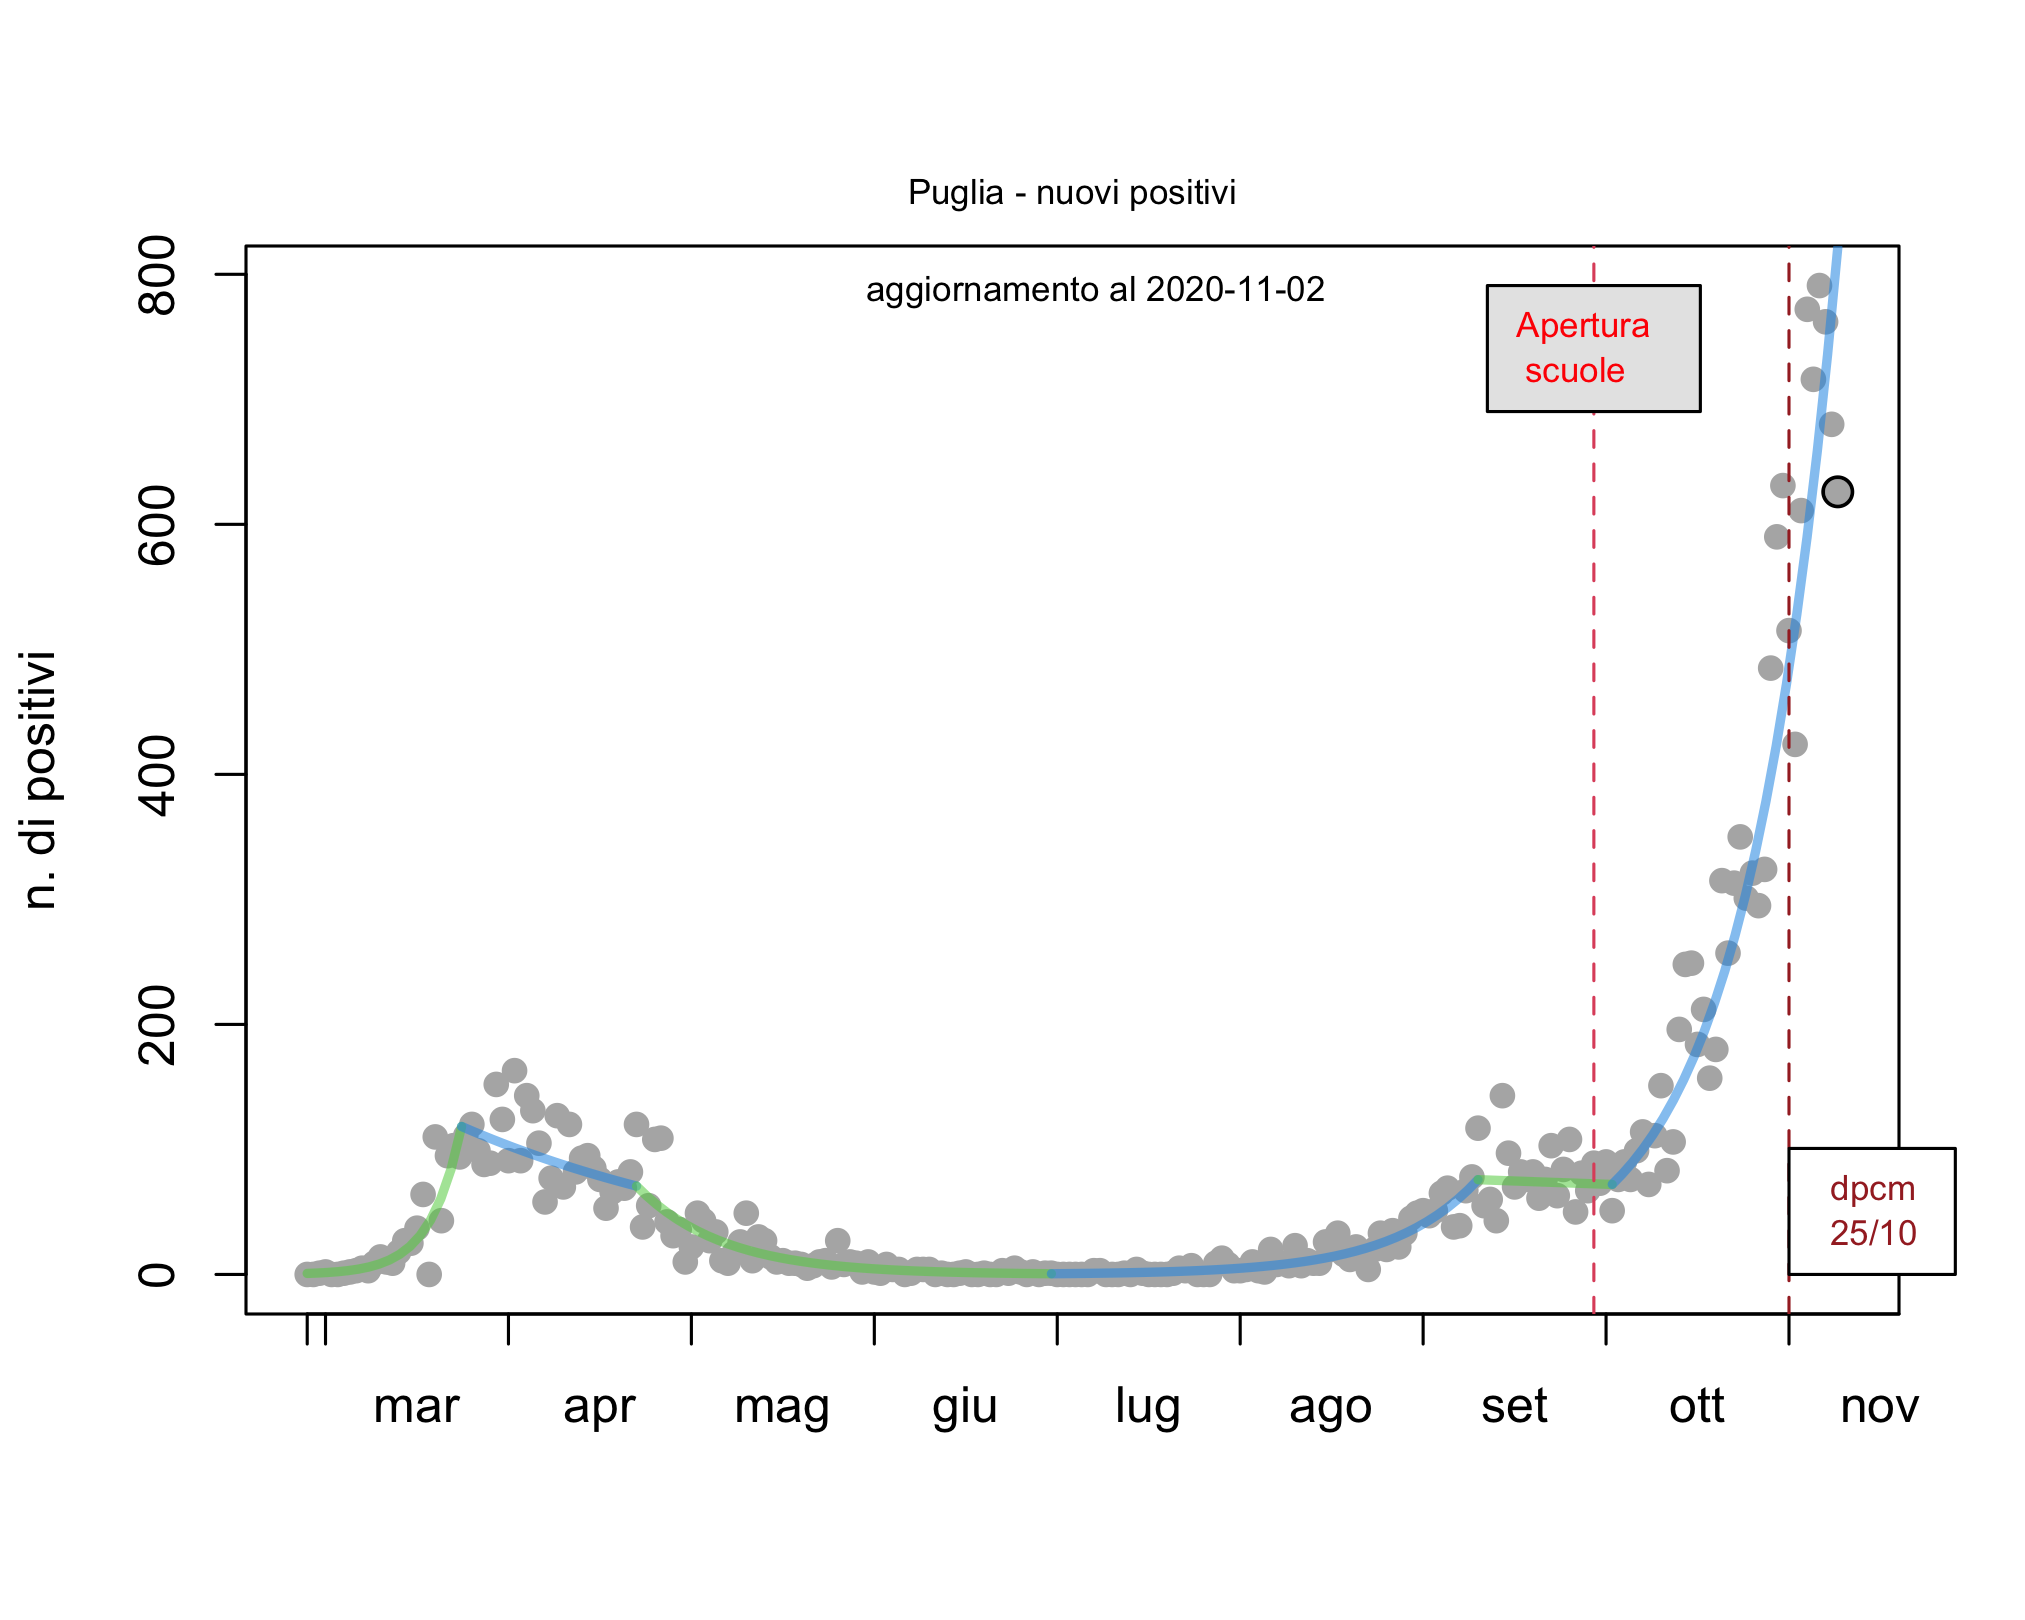 Puglia - nuovi positivi
aggiornamento al 2020-11-02
Apertura
scuole
n. di positivi
800
600
400
200
0
dpcm
25/10
mar apr mag giu lug ago set ott nov